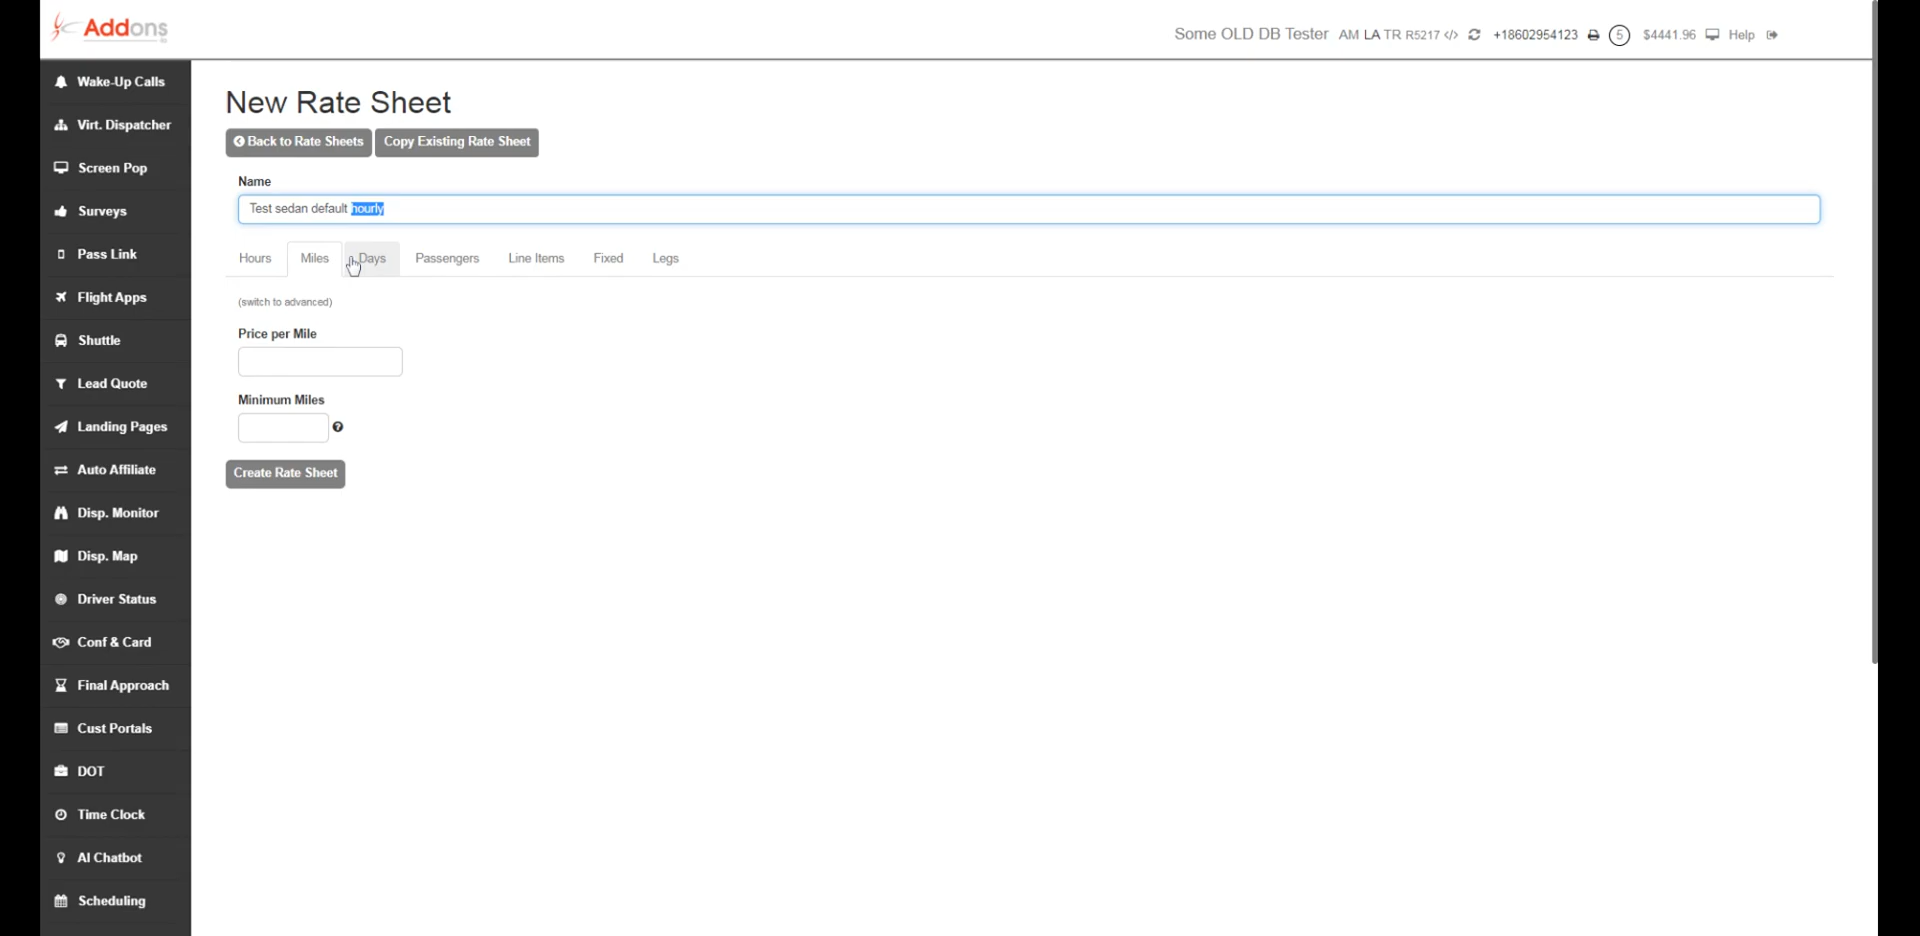 Addons
Some OLD DB Tester AM LA TR R5217 </> +18602954123 5 $4441.96 Help
Wake-Up Calls
Virt. Dispatcher
Screen Pop
Surveys
Pass Link
Flight Apps
Shuttle
Lead Quote
Landing Pages
Auto Affiliate
Disp. Monitor
Disp. Map
Driver Status
Conf & Card
Final Approach
Cust Portals
DOT
Time Clock
AI Chatbot
Scheduling
New Rate Sheet
Back to Rate Sheets Copy Existing Rate Sheet
Name
Test sedan default hourly
Hours Miles Days Passengers Line Items Fixed Legs
(switch to advanced)
Price per Mile
Minimum Miles
Create Rate Sheet